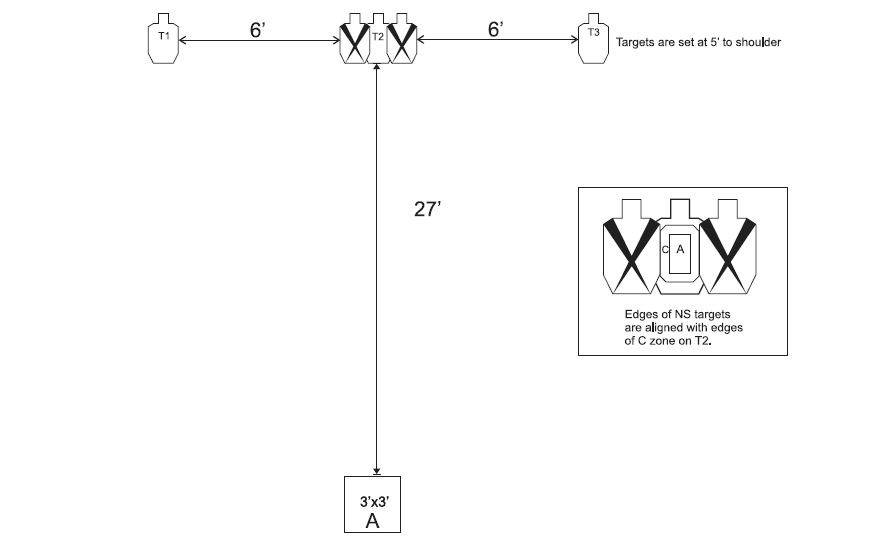 T1
6’
T2
6’
T3
Targets are set at 5’ to shoulder
27’
C
A
Edges of NS targets
are aligned with edges
of C zone on T2.
3’x3’
A